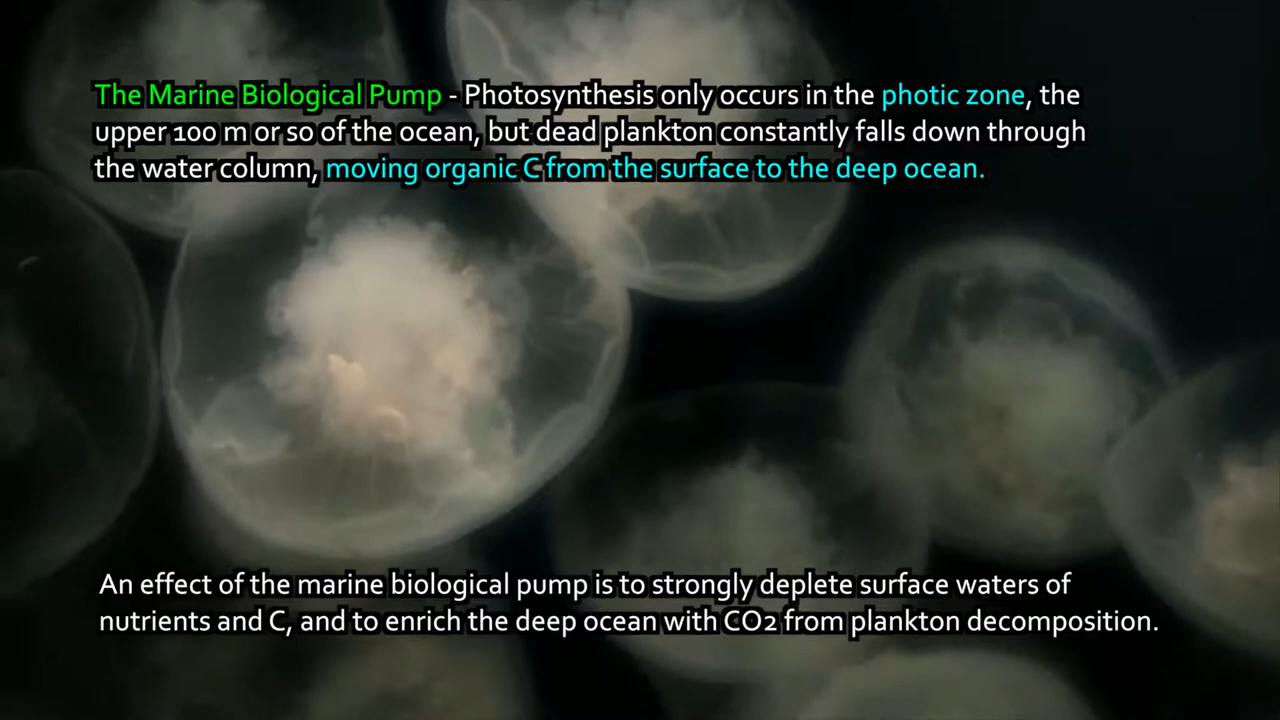 The Marine Biological Pump - Photosynthesis only occurs in the photic zone, the
upper 100 m or so of the ocean, but dead plankton constantly falls down through
the water column, moving organic C from the surface to the deep ocean.
An effect of the marine biological pump is to strongly deplete surface waters of
nutrients and C, and to enrich the deep ocean with CO2 from plankton decomposition.